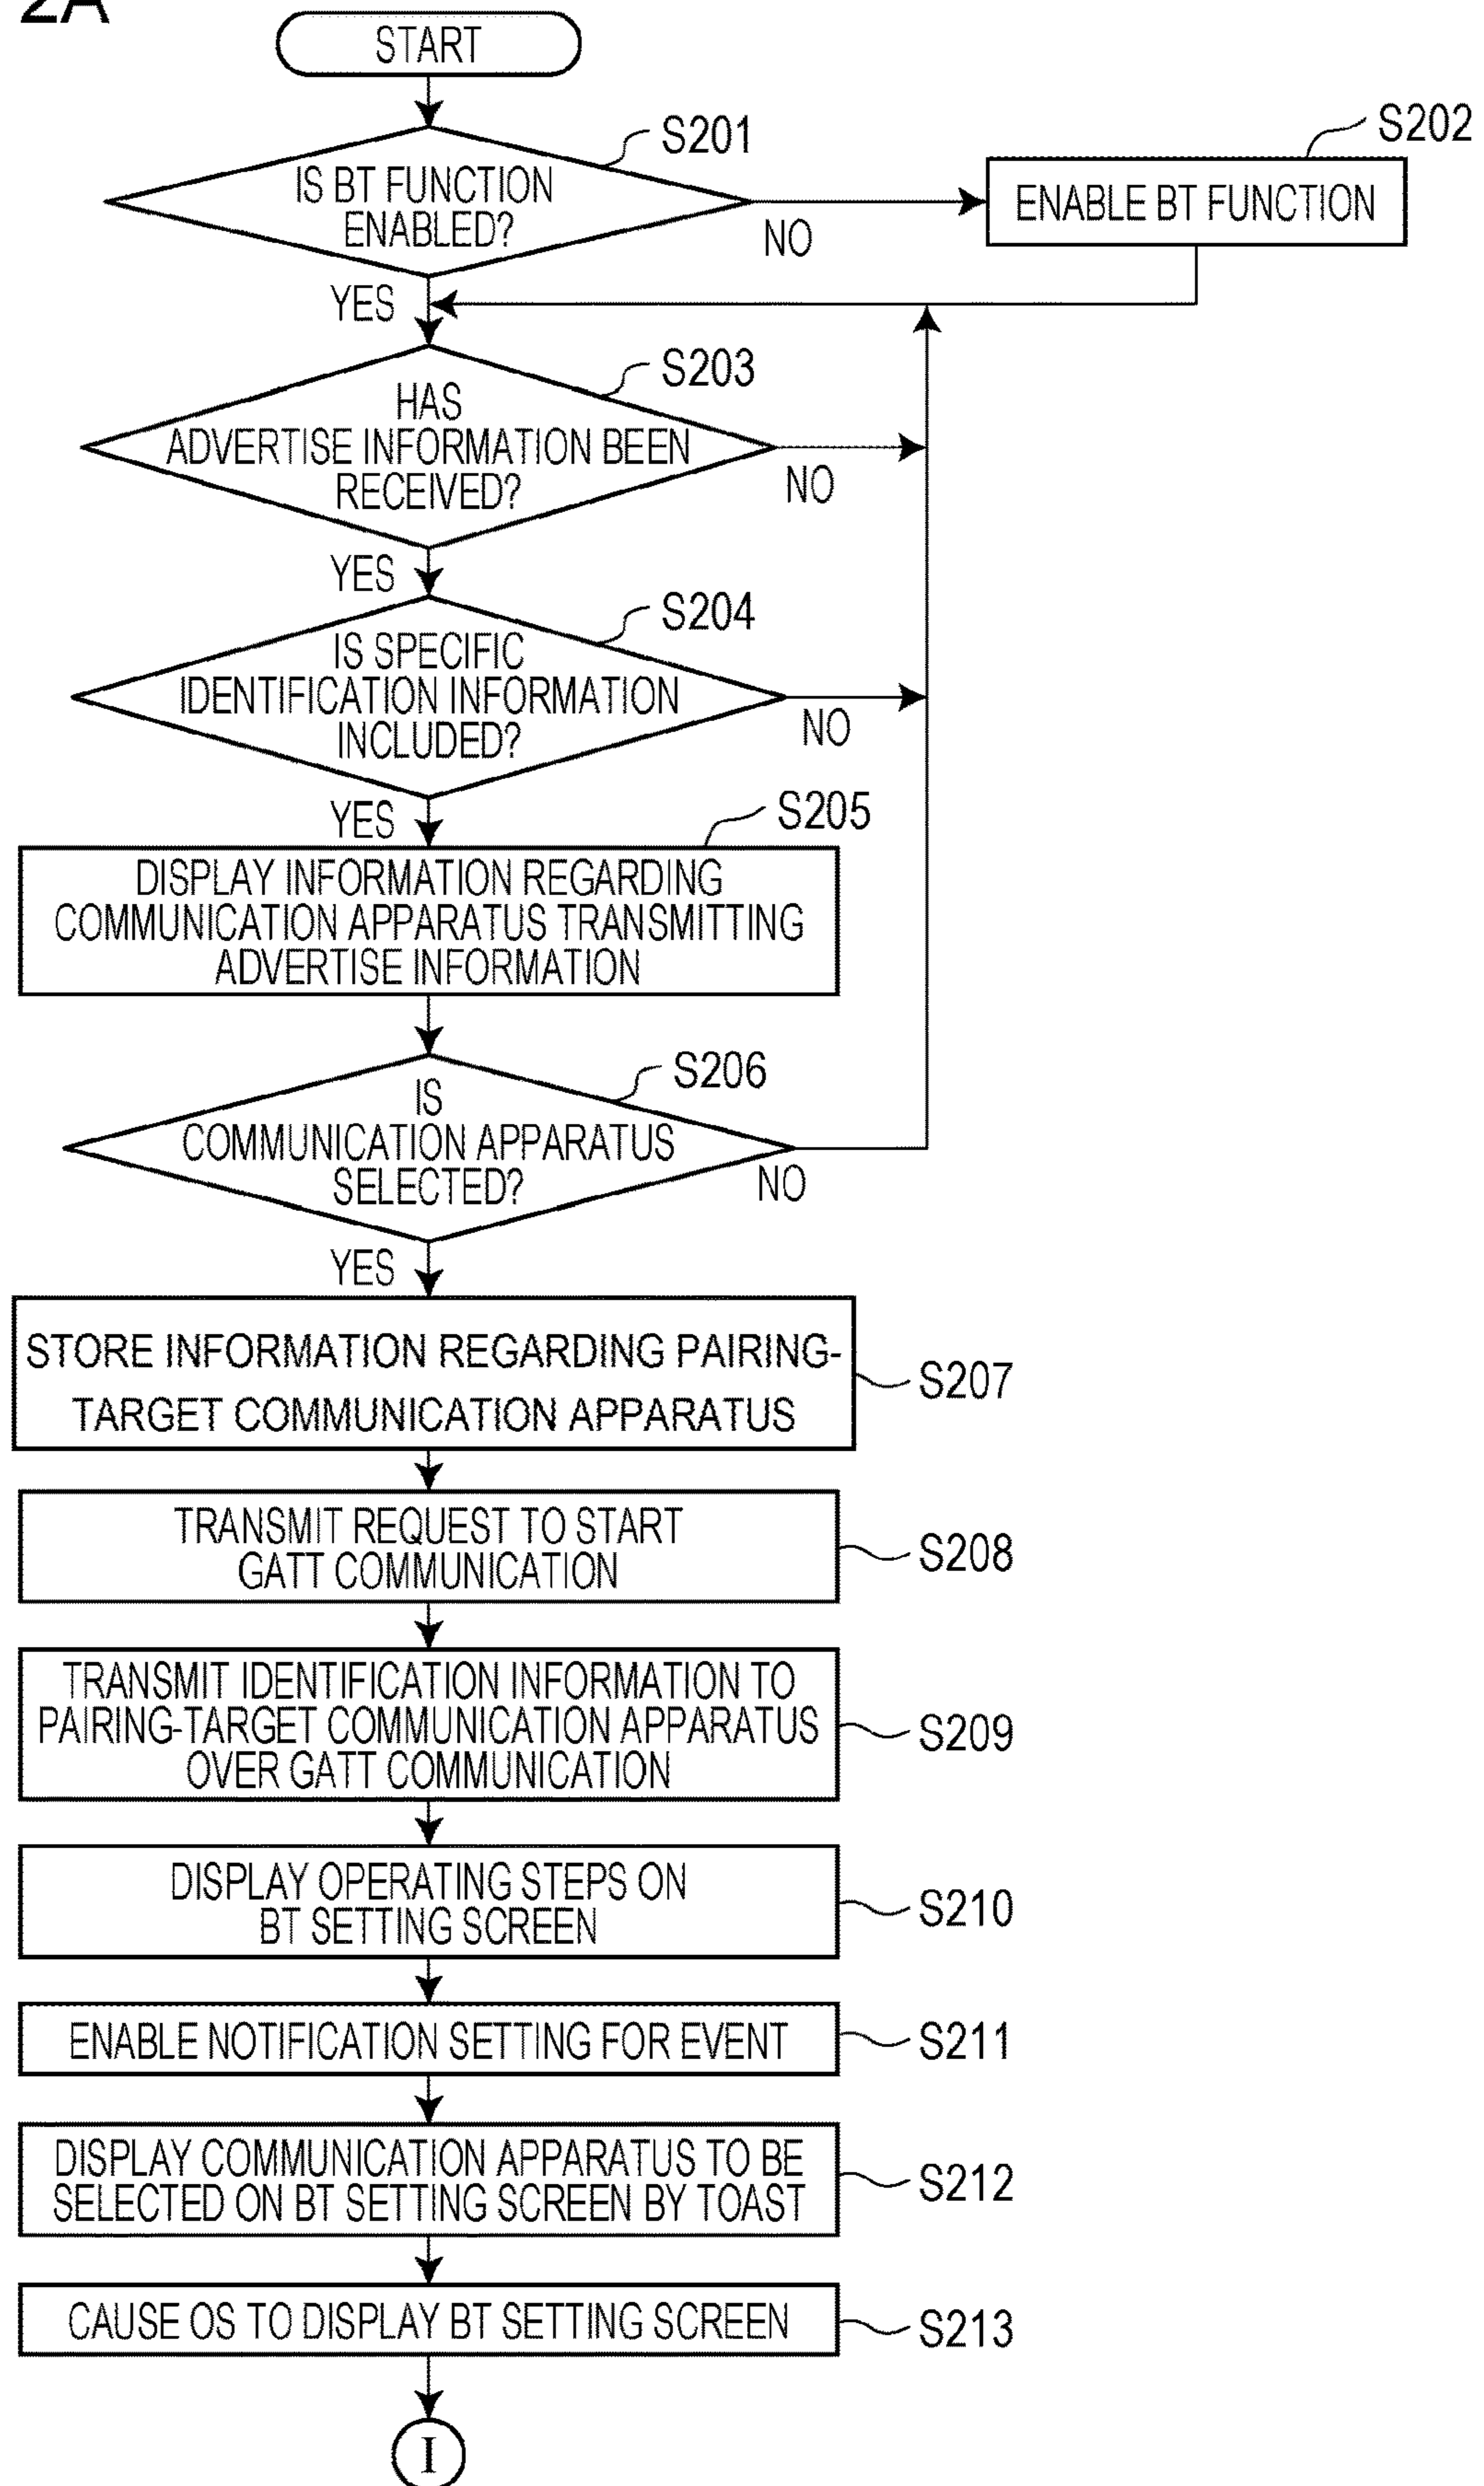 2A
START
S201
IS BT FUNCTION
ENABLED?
NO
S202
ENABLE BT FUNCTION
YES
S203
HAS
ADVERTISE INFORMATION BEEN
RECEIVED?
NO
YES
S204
IS SPECIFIC
IDENTIFICATION INFORMATION
INCLUDED?
NO
YES
S205
DISPLAY INFORMATION REGARDING
COMMUNICATION APPARATUS TRANSMITTING
ADVERTISE INFORMATION
S206
IS
COMMUNICATION APPARATUS
SELECTED?
NO
YES
STORE INFORMATION REGARDING PAIRING-
TARGET COMMUNICATION APPARATUS
S207
TRANSMIT REQUEST TO START
GATT COMMUNICATION
S208
TRANSMIT IDENTIFICATION INFORMATION TO
PAIRING-TARGET COMMUNICATION APPARATUS
OVER GATT COMMUNICATION
S209
DISPLAY OPERATING STEPS ON
BT SETTING SCREEN
S210
ENABLE NOTIFICATION SETTING FOR EVENT
S211
DISPLAY COMMUNICATION APPARATUS TO BE
SELECTED ON BT SETTING SCREEN BY TOAST
S212
CAUSE OS TO DISPLAY BT SETTING SCREEN
S213
I